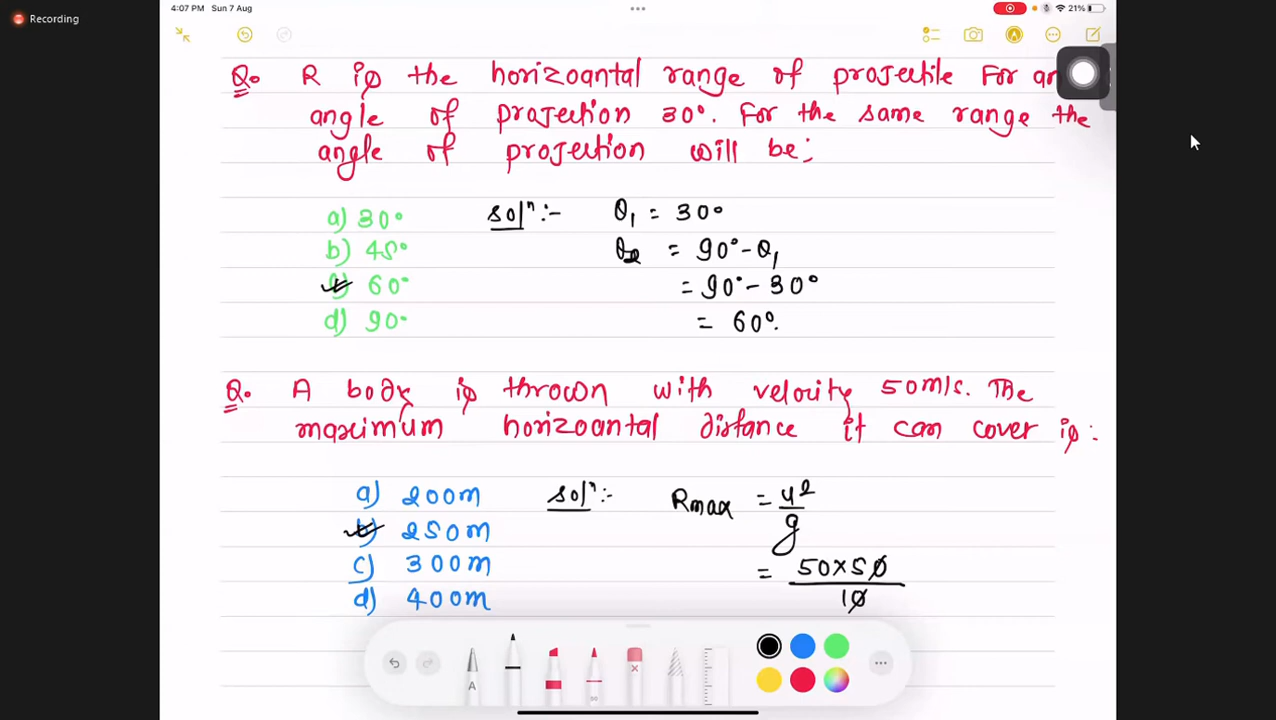 Recording
4:07 PM Sun 7 Aug
21%
Q. R is the horizoantal range of projectile For an
angle of projection 30°. For the same range the
angle of projection will be;
a) 30° Solⁿ:- θ₁ = 30°
b) 45° θ₂ = 90° - θ₁
c) 60° = 90° - 30°
d) 90° = 60°.
Q. A body is thrown with velocity 50m/s. The
maximum horizoantal distance it can cover is:
a) 200m Solⁿ:- Rmax = u²/g
b) 250m
c) 300m = 50×50/10
d) 400m
A
50